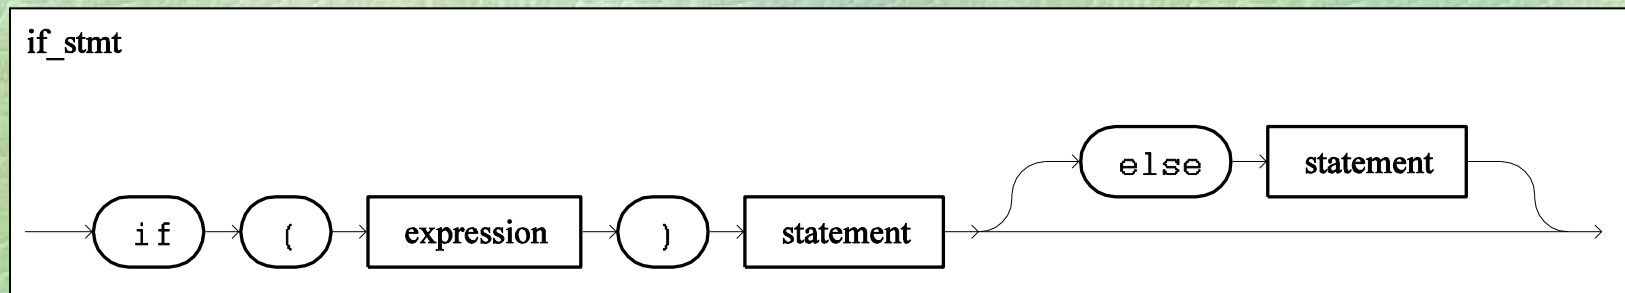 if_stmt
else statement
if ( expression ) statement